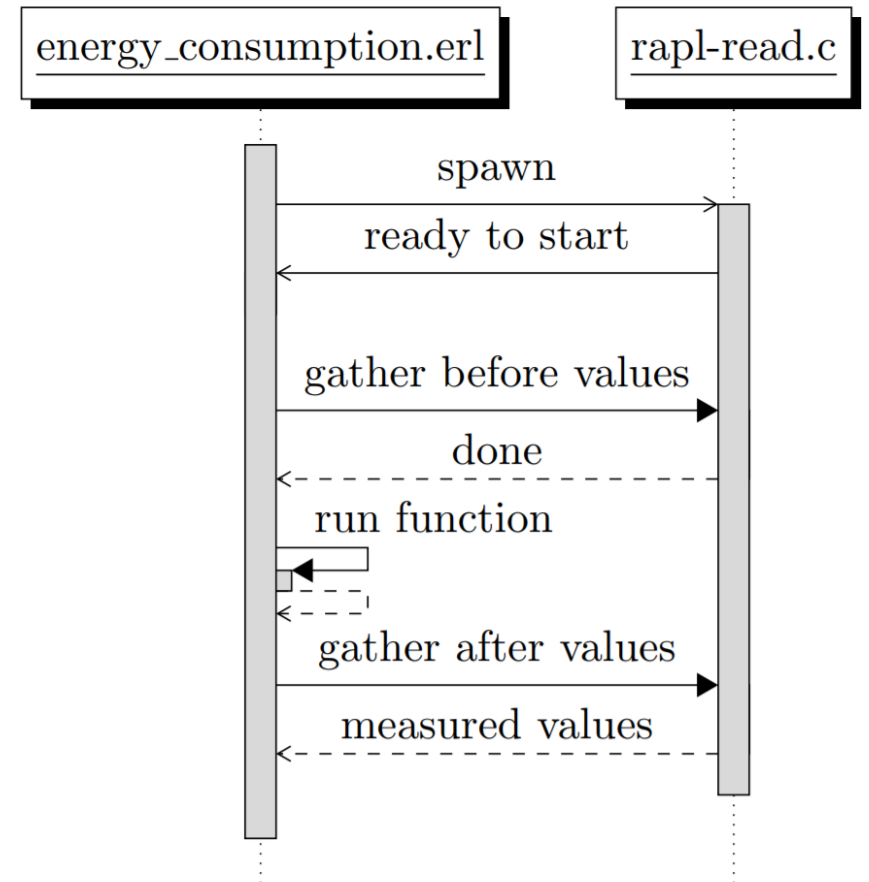 energy_consumption.erl
rapl-read.c
spawn
ready to start
gather before values
done
run function
gather after values
measured values